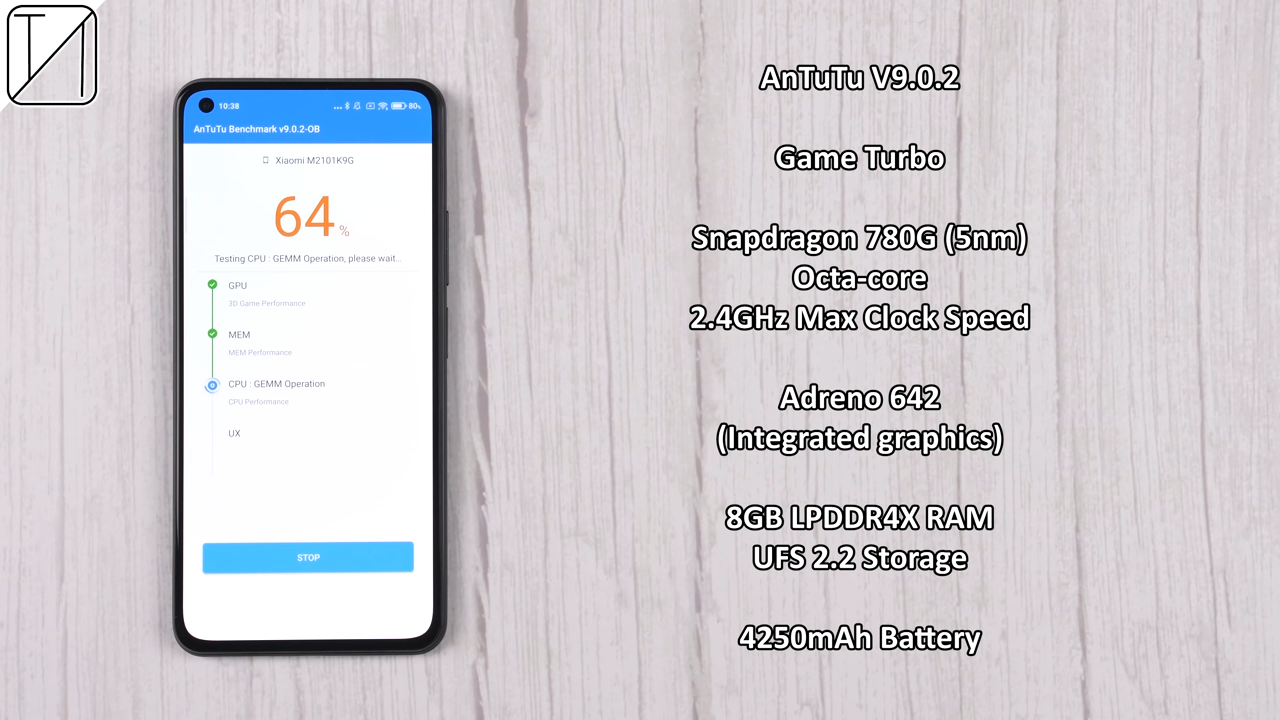 10:38
80%
AnTuTu Benchmark v9.0.2-OB
Xiaomi M2101K9G
64%
Testing CPU : GEMM Operation, please wait...
GPU
3D Game Performance
MEM
MEM Performance
CPU : GEMM Operation
CPU Performance
UX
STOP
AnTuTu V9.0.2
Game Turbo
Snapdragon 780G (5nm)
Octa-core
2.4GHz Max Clock Speed
Adreno 642
(Integrated graphics)
8GB LPDDR4X RAM
UFS 2.2 Storage
4250mAh Battery